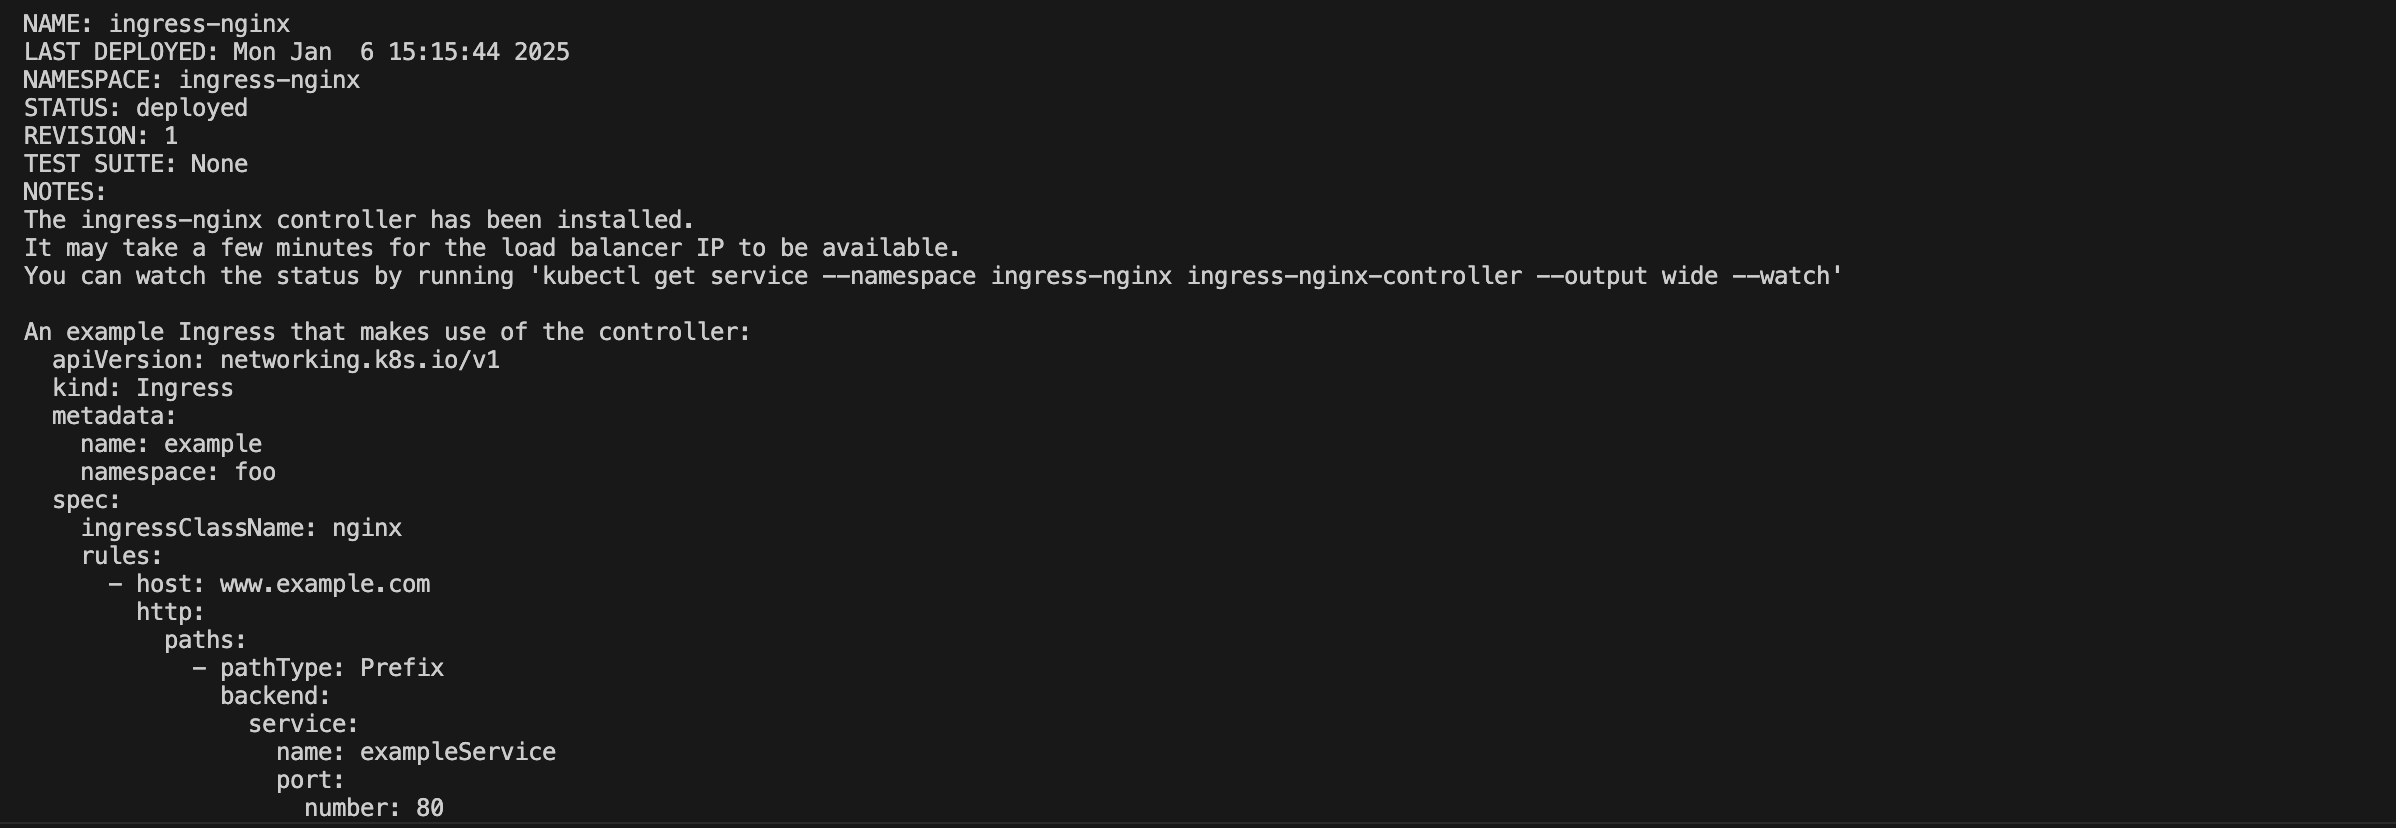 NAME: ingress-nginx
LAST DEPLOYED: Mon Jan  6 15:15:44 2025
NAMESPACE: ingress-nginx
STATUS: deployed
REVISION: 1
TEST SUITE: None
NOTES:
The ingress-nginx controller has been installed.
It may take a few minutes for the load balancer IP to be available.
You can watch the status by running 'kubectl get service --namespace ingress-nginx ingress-nginx-controller --output wide --watch'

An example Ingress that makes use of the controller:
  apiVersion: networking.k8s.io/v1
  kind: Ingress
  metadata:
    name: example
    namespace: foo
  spec:
    ingressClassName: nginx
    rules:
      - host: www.example.com
        http:
          paths:
            - pathType: Prefix
              backend:
                service:
                  name: exampleService
                  port:
                    number: 80